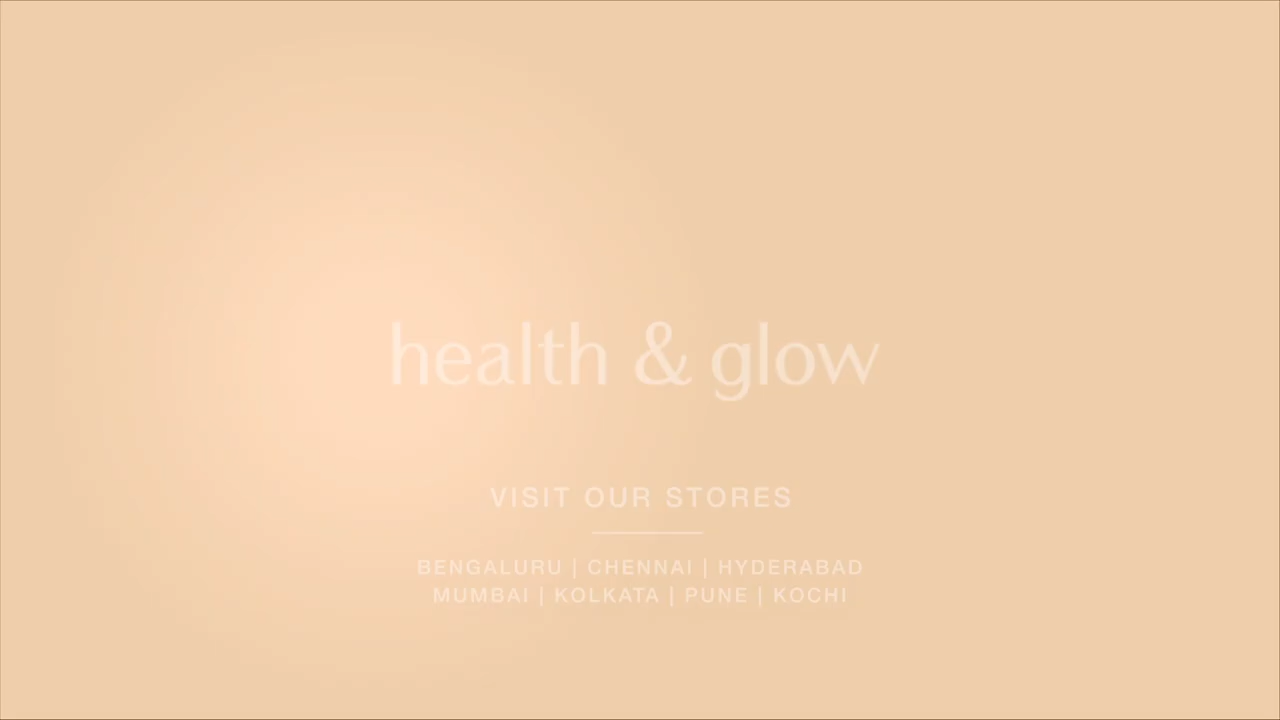 health & glow
VISIT OUR STORES
BENGALURU | CHENNAI | HYDERABAD
MUMBAI | KOLKATA | PUNE | KOCHI